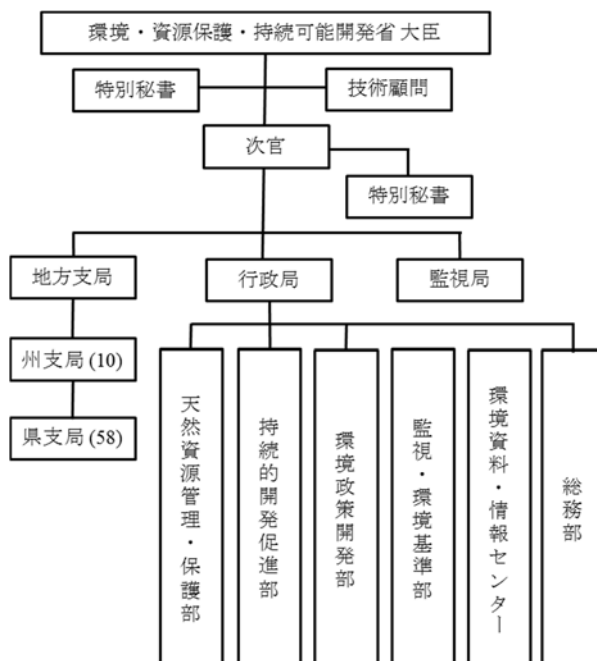 環境・資源保護・持続可能開発省 大臣
特別秘書
技術顧問
次官
特別秘書
地方支局
行政局
監視局
州支局 (10)
県支局 (58)
天然資源管理・保護部
持続的開発促進部
環境政策開発部
監視・環境基準部
環境資料・情報センター
総務部